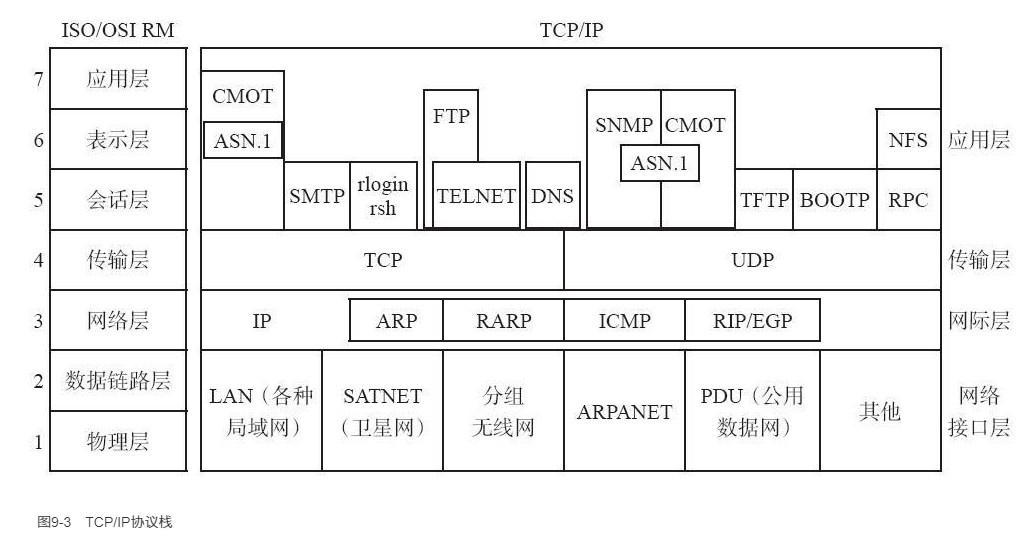 ISO/OSI RM
TCP/IP
7
应用层
6
表示层
5
会话层
4
传输层
3
网络层
2
数据链路层
1
物理层
CMOT
ASN.1
SMTP
rlogin
rsh
FTP
TELNET
DNS
SNMP
CMOT
ASN.1
TFTP
BOOTP
NFS
RPC
应用层
TCP
UDP
传输层
IP
ARP
RARP
ICMP
RIP/EGP
网际层
LAN（各种
局域网）
SATNET
（卫星网）
分组
无线网
ARPANET
PDU（公用
数据网）
其他
网络
接口层
图9-3 TCP/IP协议栈